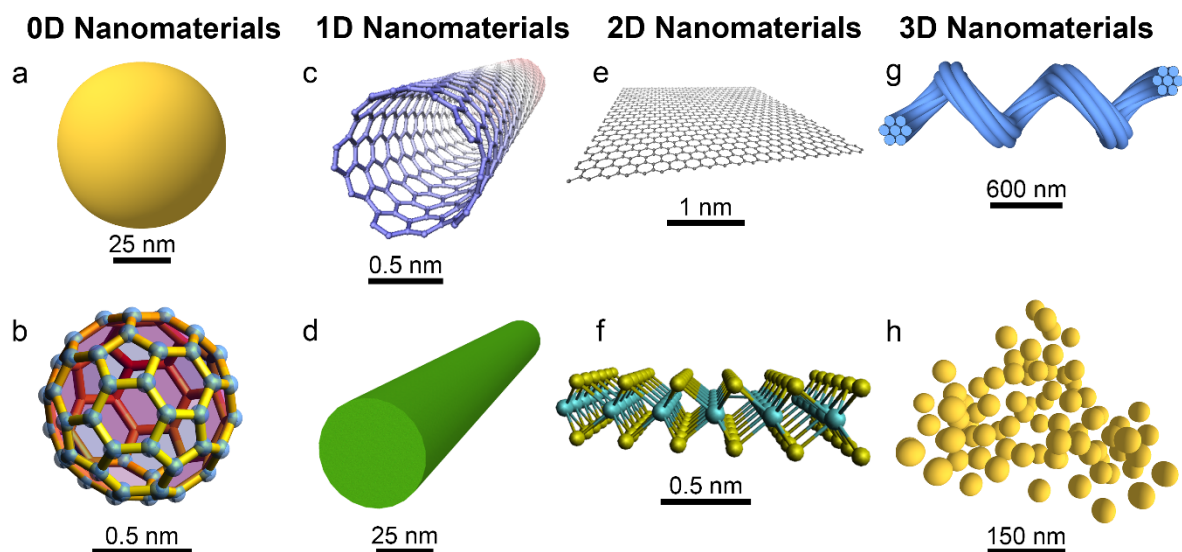 0D Nanomaterials
1D Nanomaterials
2D Nanomaterials
3D Nanomaterials
a
25 nm
c
0.5 nm
e
1 nm
g
600 nm
b
0.5 nm
d
25 nm
f
0.5 nm
h
150 nm